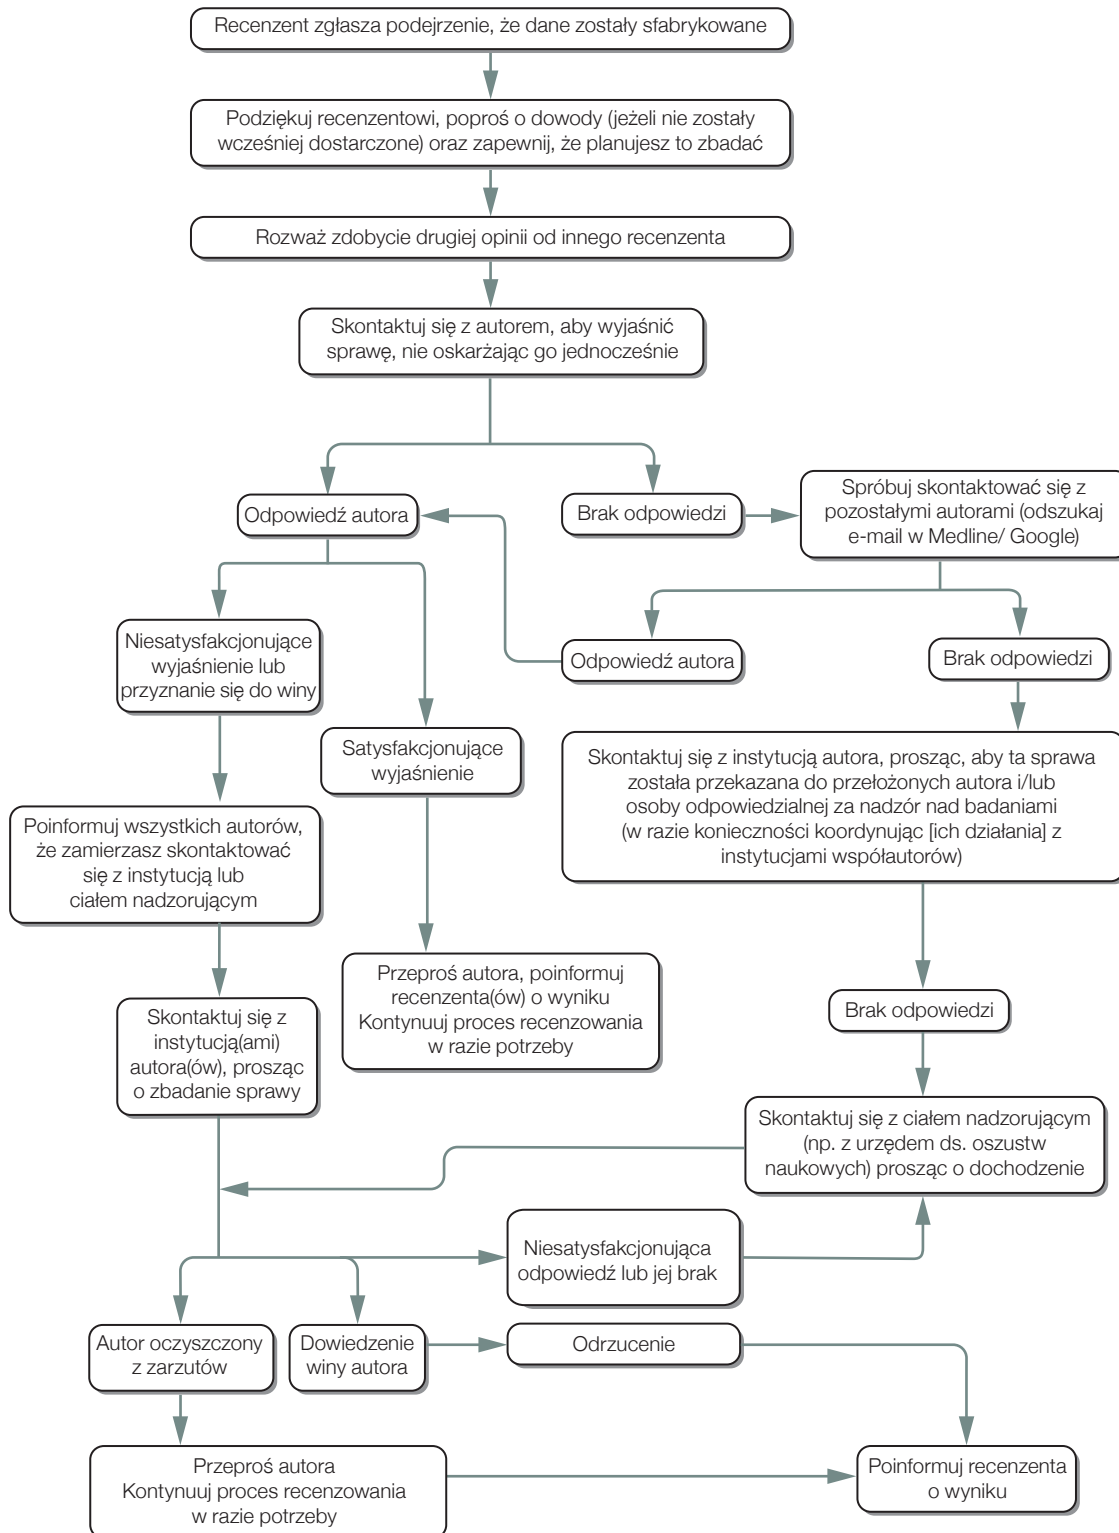 Recenzent zgłasza podejrzenie, że dane zostały sfabrykowane
Podziękuj recenzentowi, poproś o dowody (jeżeli nie zostały
wcześniej dostarczone) oraz zapewnij, że planujesz to zbadać
Rozważ zdobycie drugiej opinii od innego recenzenta
Skontaktuj się z autorem, aby wyjaśnić
sprawę, nie oskarżając go jednocześnie
Odpowiedź autora
Brak odpowiedzi
Spróbuj skontaktować się z
pozostałymi autorami (odszukaj
e-mail w Medline/ Google)
Niesatysfakcjonujące
wyjaśnienie lub
przyznanie się do winy
Odpowiedź autora
Brak odpowiedzi
Satysfakcjonujące
wyjaśnienie
Skontaktuj się z instytucją autora, prosząc, aby ta sprawa
została przekazana do przełożonych autora i/lub
osoby odpowiedzialnej za nadzór nad badaniami
(w razie konieczności koordynując [ich działania] z
instytucjami współautorów)
Poinformuj wszystkich autorów,
że zamierzasz skontaktować
się z instytucją lub
ciałem nadzorującym
Przeproś autora, poinformuj
recenzenta(ów) o wyniku
Kontynuuj proces recenzowania
w razie potrzeby
Brak odpowiedzi
Skontaktuj się z
instytucją(ami)
autora(ów), prosząc
o zbadanie sprawy
Skontaktuj się z ciałem nadzorującym
(np. z urzędem ds. oszustw
naukowych) prosząc o dochodzenie
Niesatysfakcjonująca
odpowiedź lub jej brak
Autor oczyszczony
z zarzutów
Dowiedzenie
winy autora
Odrzucenie
Przeproś autora
Kontynuuj proces recenzowania
w razie potrzeby
Poinformuj recenzenta
o wyniku